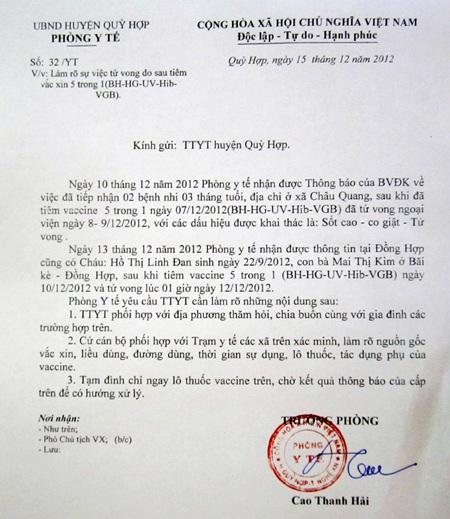 UBND HUYỆN QUỲ HỢP
PHÒNG Y TẾ
CỘNG HÒA XÃ HỘI CHỦ NGHĨA VIỆT NAM
Độc lập - Tự do - Hạnh phúc
Số: 32 /YT
V/v: Làm rõ sự việc tử vong do sau tiêm
vắc xin 5 trong 1(BH-HG-UV-Hib-
VGB).
Quỳ Hợp, ngày 15 tháng 12 năm 2012
Kính gửi: TTYT huyện Quỳ Hợp.
Ngày 10 tháng 12 năm 2012 Phòng y tế nhận được Thông báo của BVĐK về
việc đã tiếp nhận 02 bệnh nhi 03 tháng tuổi, địa chỉ ở xã Châu Quang, sau khi đã
tiêm vaccine 5 trong 1 ngày 07/12/2012(BH-HG-UV-Hib-VGB) đã tử vong ngoại
viện ngày 8- 9/12/2012, với các dấu hiệu được khai thác là: Sốt cao - co giật - Tử
vong .
Ngày 13 tháng 12 năm 2012 Phòng y tế nhận được thông tin tại Đồng Hợp
cũng có Cháu: Hồ Thị Linh Đan sinh ngày 22/9/2012, con bà Mai Thị Kim ở Bãi
kè - Đồng Hợp, sau khi tiêm vaccine 5 trong 1 (BH-HG-UV-Hib-VGB) ngày
10/12/2012 và tử vong lúc 01 giờ ngày 12/12/2012.
Phòng Y tế yêu cầu TTYT cần làm rõ những nội dung sau:
1. TTYT phối hợp với địa phương thăm hỏi, chia buồn cùng với gia đình các
trường hợp trên.
2. Cử cán bộ phối hợp với Trạm y tế các xã trên xác minh, làm rõ nguồn gốc
vắc xin, liều dùng, đường dùng, thời gian sự dụng, lô thuốc, tác dụng phụ của
vaccine.
3. Tạm đình chỉ ngay lô thuốc vaccine trên, chờ kết quả thông báo của cấp
trên để có hướng xử lý.
Nơi nhận:
- Như trên;
- Phó Chủ tịch VX; (b/c)
- Lưu:
TRƯỞNG PHÒNG
PHÒNG
Y TẾ
Cao Thanh Hải